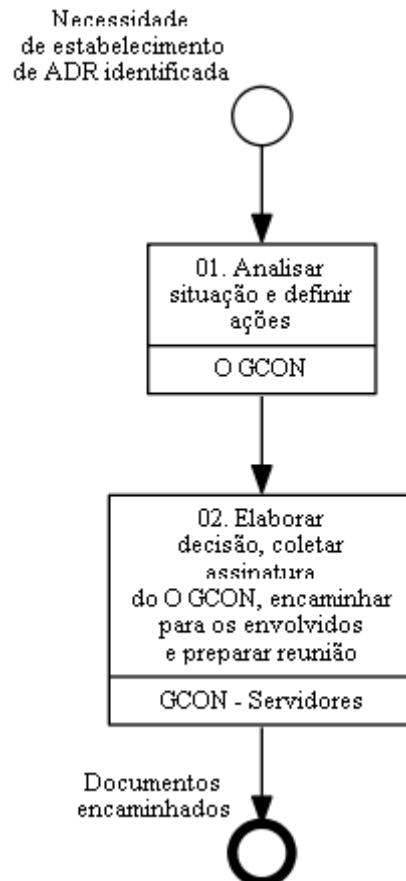 Necessidade
de estabelecimento
de ADR identificada
01. Analisar
situação e definir
ações
O GCON
02. Elaborar
decisão, coletar
assinatura
do O GCON, encaminhar
para os envolvidos
e preparar reunião
GCON - Servidores
Documentos
encaminhados